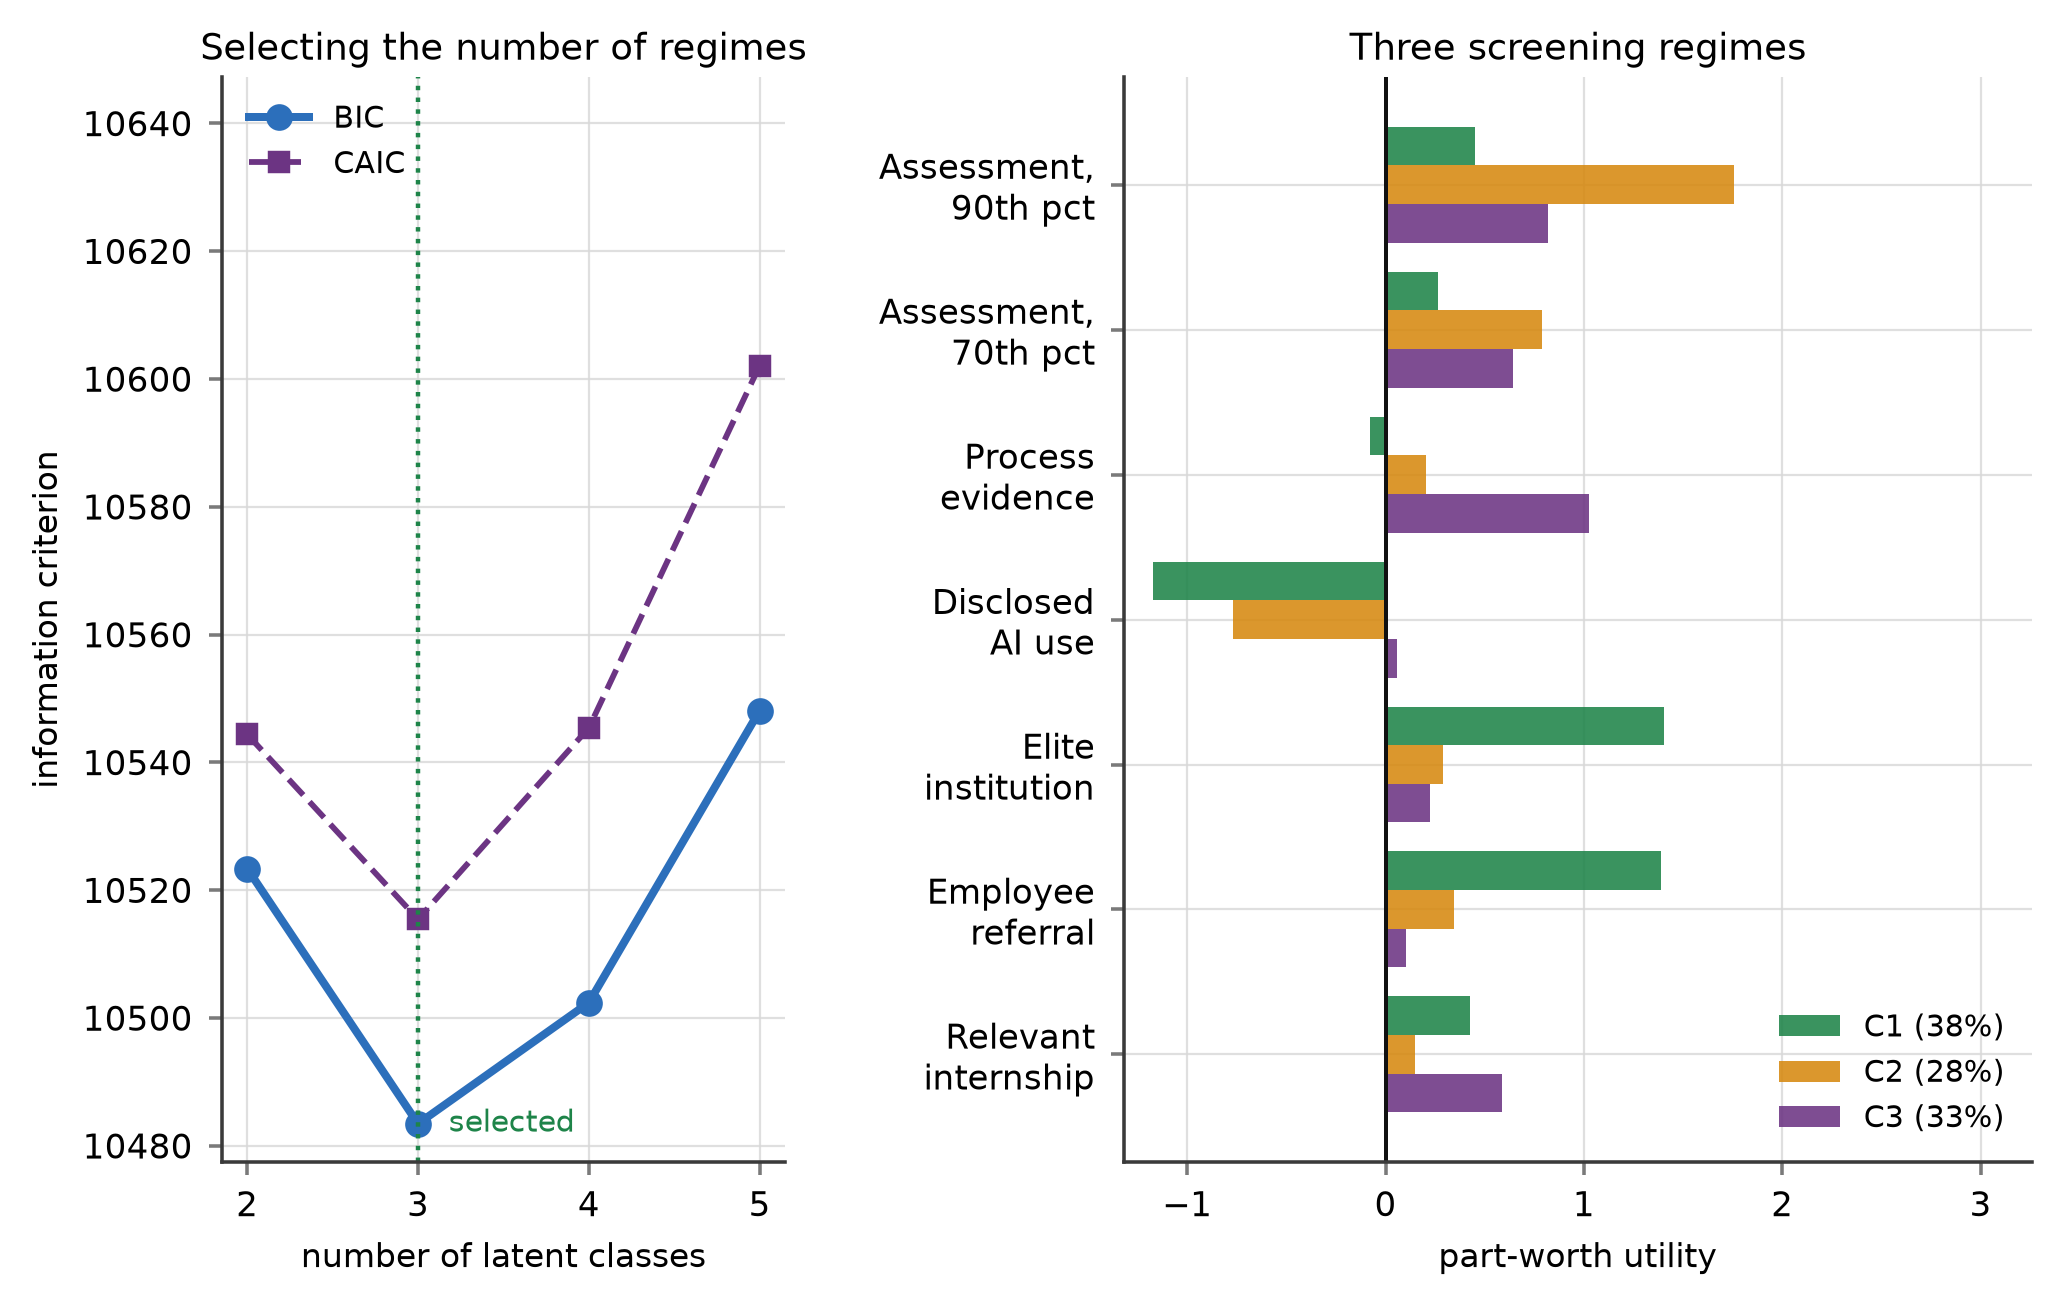 Selecting the number of regimes
BIC
CAIC
10640
10620
10600
10580
10560
10540
10520
10500
10480
information criterion
selected
2
3
4
5
number of latent classes
Three screening regimes
Assessment,
90th pct
Assessment,
70th pct
Process
evidence
Disclosed
AI use
Elite
institution
Employee
referral
Relevant
internship
C1 (38%)
C2 (28%)
C3 (33%)
−1
0
1
2
3
part-worth utility